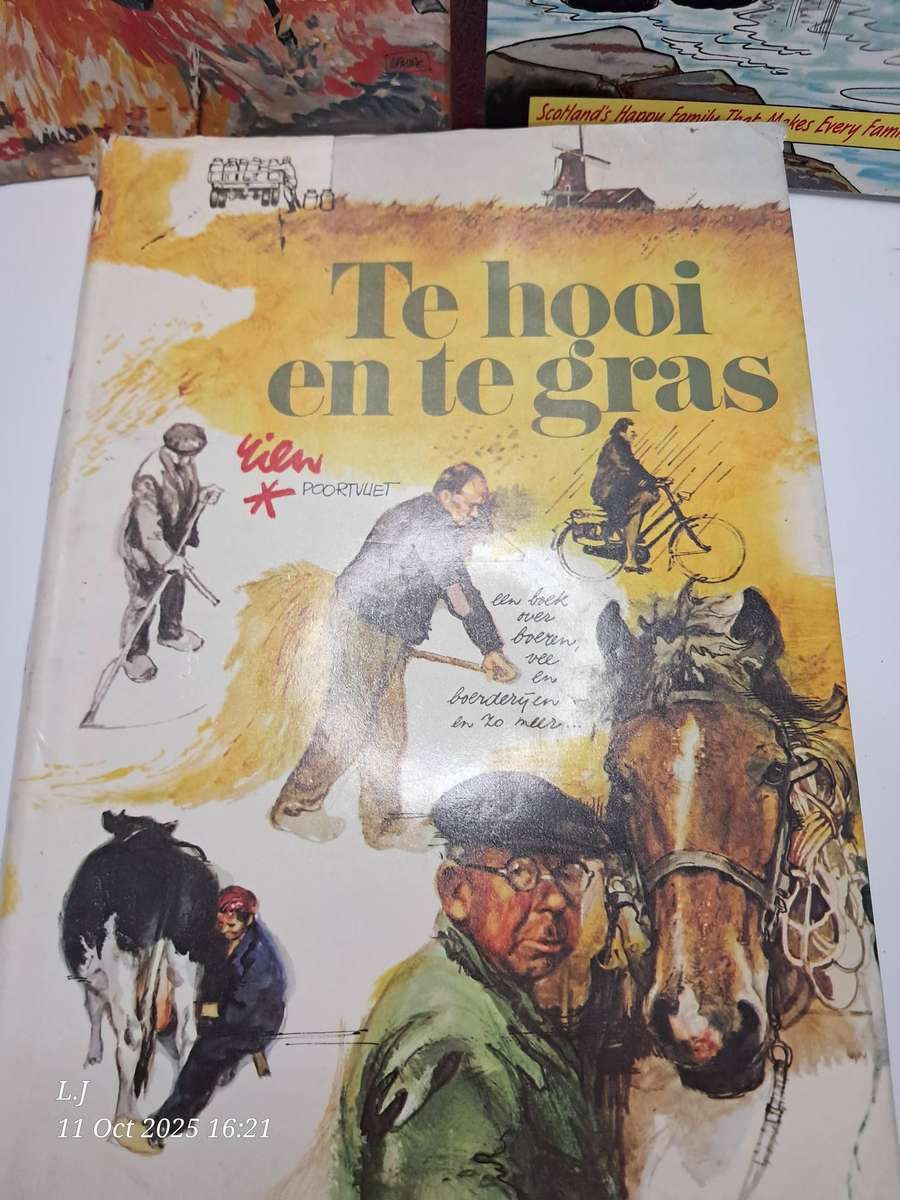 Scotland's Happy Family That Makes Every
Te hooi
en te gras
rien
POORTVLIET
een boek
over
boeren,
vee
en
boerderijen
en zo meer...
L.J
11 Oct 2025 16:21